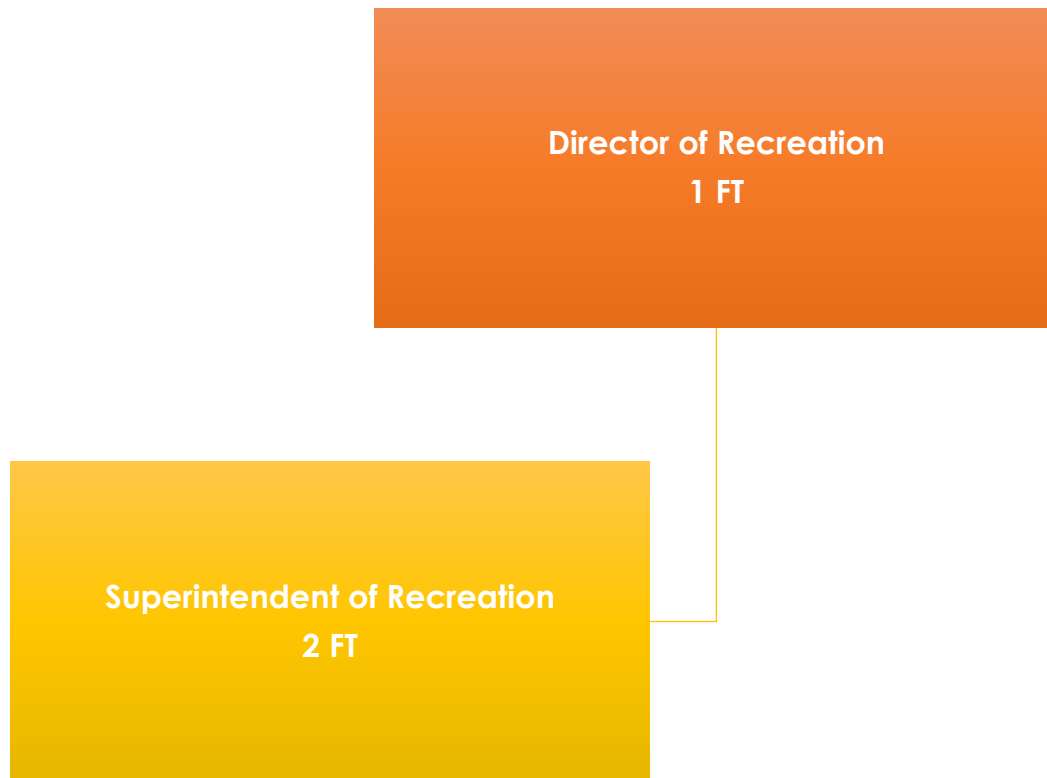 Director of Recreation
1 FT
Superintendent of Recreation
2 FT